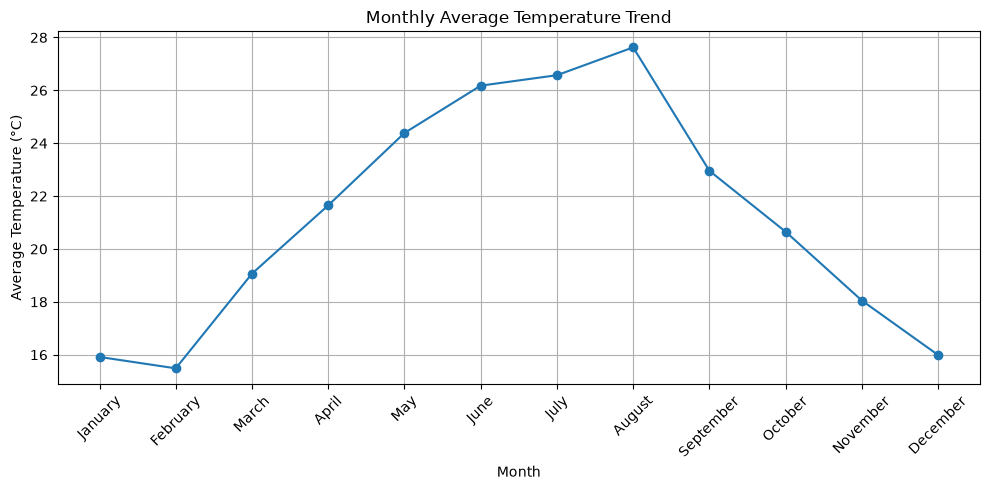 Monthly Average Temperature Trend
28
26
24
22
20
18
16
Average Temperature (°C)
January
February
March
April
May
June
July
August
September
October
November
December
Month